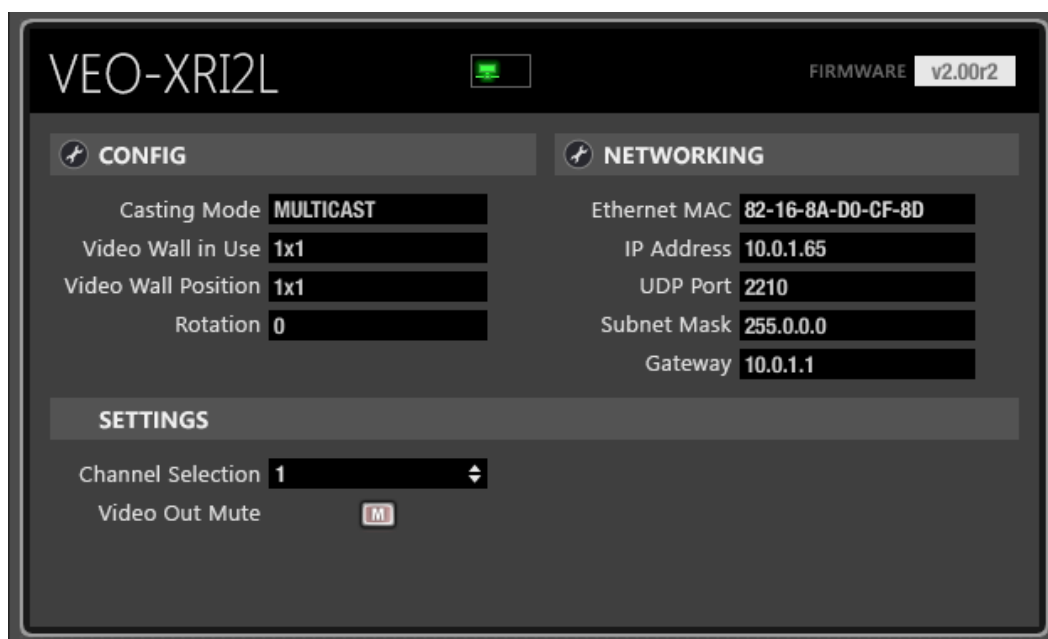 VEO-XRI2L
FIRMWARE v2.00r2
CONFIG
Casting Mode MULTICAST
Video Wall in Use 1x1
Video Wall Position 1x1
Rotation 0
NETWORKING
Ethernet MAC 82-16-8A-D0-CF-8D
IP Address 10.0.1.65
UDP Port 2210
Subnet Mask 255.0.0.0
Gateway 10.0.1.1
SETTINGS
Channel Selection 1
Video Out Mute M